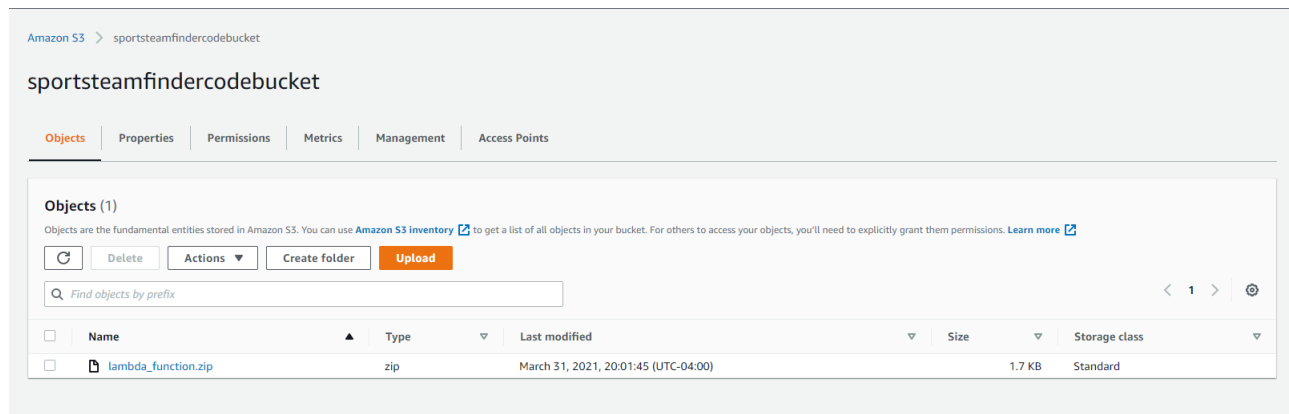 Amazon S3 > sportsteamfindercodebucket
sportsteamfindercodebucket
Objects Properties Permissions Metrics Management Access Points
Objects (1)
Objects are the fundamental entities stored in Amazon S3. You can use Amazon S3 inventory to get a list of all objects in your bucket. For others to access your objects, you'll need to explicitly grant them permissions. Learn more
Delete Actions Create folder Upload
Find objects by prefix 1
Name Type Last modified Size Storage class
lambda_function.zip zip March 31, 2021, 20:01:45 (UTC-04:00) 1.7 KB Standard